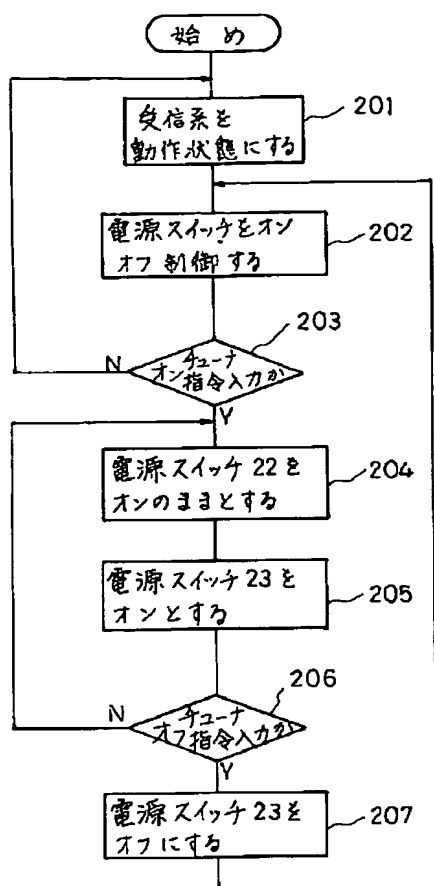 始め
受信系を
動作状態にする
201
電源スイッチをオン
オフ制御する
202
203
チューナ
オン指令入力か
N
Y
電源スイッチ22を
オンのままとする
204
電源スイッチ23を
オンとする
205
206
チューナ
オフ指令入力か
N
Y
電源スイッチ23を
オフにする
207